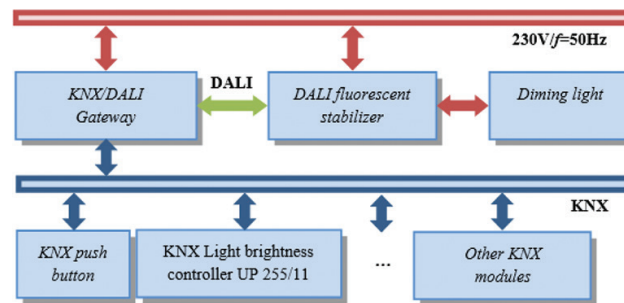 230V/f=50Hz
KNX/DALI
Gateway
DALI
DALI fluorescent
stabilizer
Diming light
KNX
KNX push
button
KNX Light brightness
controller UP 255/11
...
Other KNX
modules